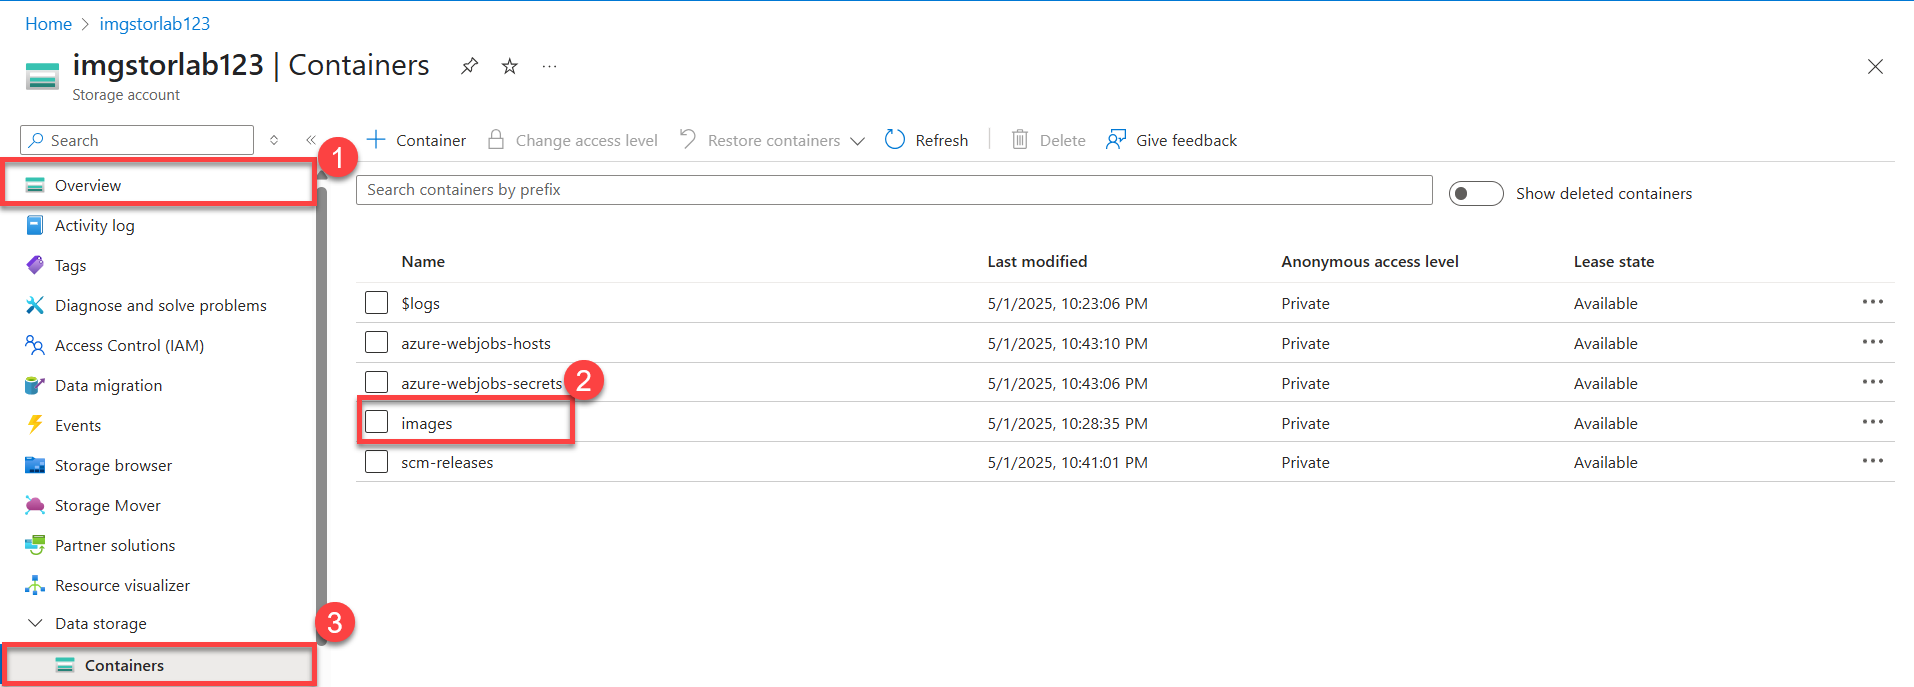 Home > imgstorlab123
imgstorlab123 | Containers
Storage account
Search
Overview
1
Activity log
Tags
Diagnose and solve problems
Access Control (IAM)
Data migration
Events
Storage browser
Storage Mover
Partner solutions
Resource visualizer
Data storage
3
Containers
Container Change access level Restore containers Refresh Delete Give feedback
Search containers by prefix Show deleted containers
Name Last modified Anonymous access level Lease state
$logs 5/1/2025, 10:23:06 PM Private Available
azure-webjobs-hosts 5/1/2025, 10:43:10 PM Private Available
azure-webjobs-secrets 5/1/2025, 10:43:06 PM Private Available
2
images 5/1/2025, 10:28:35 PM Private Available
scm-releases 5/1/2025, 10:41:01 PM Private Available